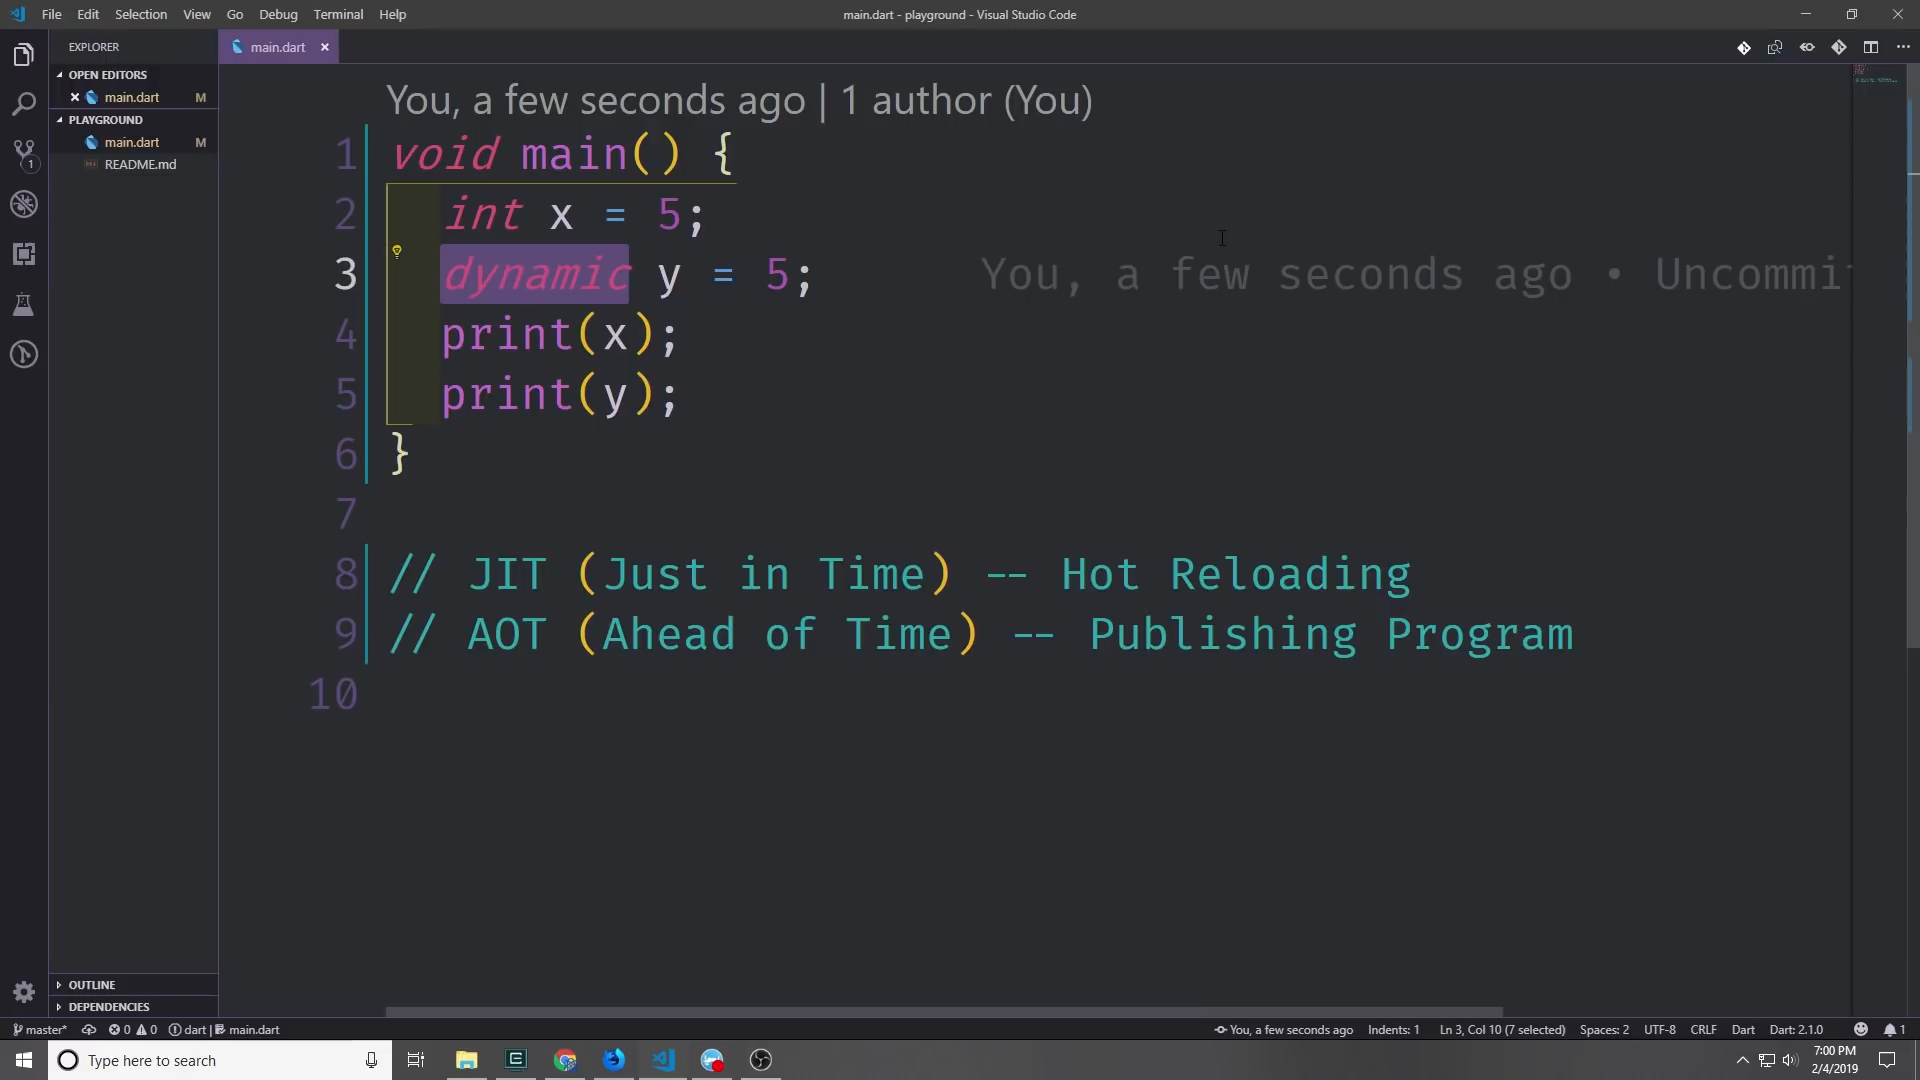 File Edit Selection View Go Debug Terminal Help
main.dart - playground - Visual Studio Code
EXPLORER
OPEN EDITORS
main.dart M
PLAYGROUND
main.dart M
README.md
1
OUTLINE
DEPENDENCIES
main.dart
You, a few seconds ago | 1 author (You)
1 void main() {
2 int x = 5;
3 dynamic y = 5; You, a few seconds ago • Uncommi
4 print(x);
5 print(y);
6 }
7
8 // JIT (Just in Time) -- Hot Reloading
9 // AOT (Ahead of Time) -- Publishing Program
10
master* 0 0 dart | main.dart
You, a few seconds ago Indents: 1 Ln 3, Col 10 (7 selected) Spaces: 2 UTF-8 CRLF Dart Dart: 2.1.0 1
Type here to search
7:00 PM
2/4/2019